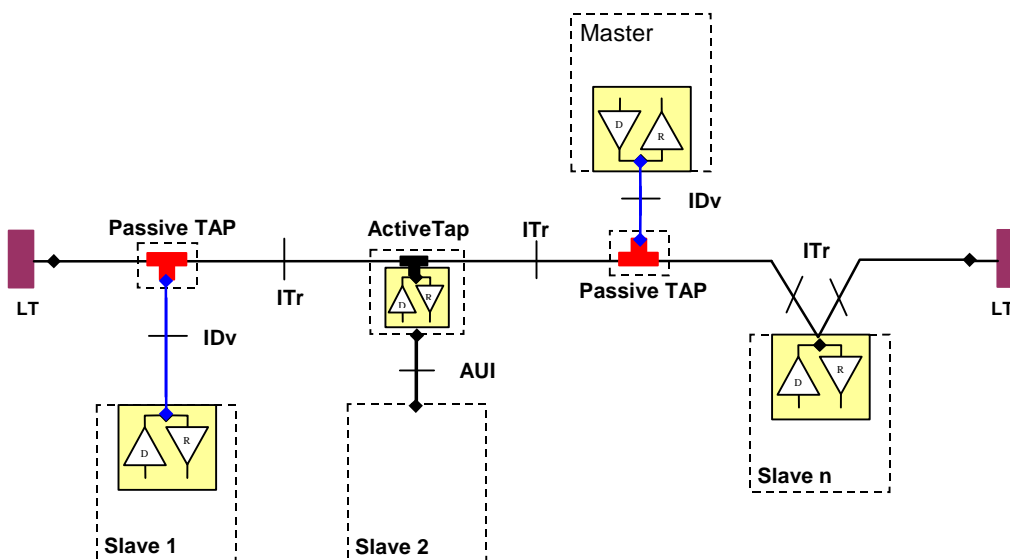 Master
D
R
IDv
Passive TAP
ActiveTap
ITr
ITr
LT
ITr
Passive TAP
LT
D
R
IDv
AUI
D
R
D
R
Slave n
Slave 1
Slave 2